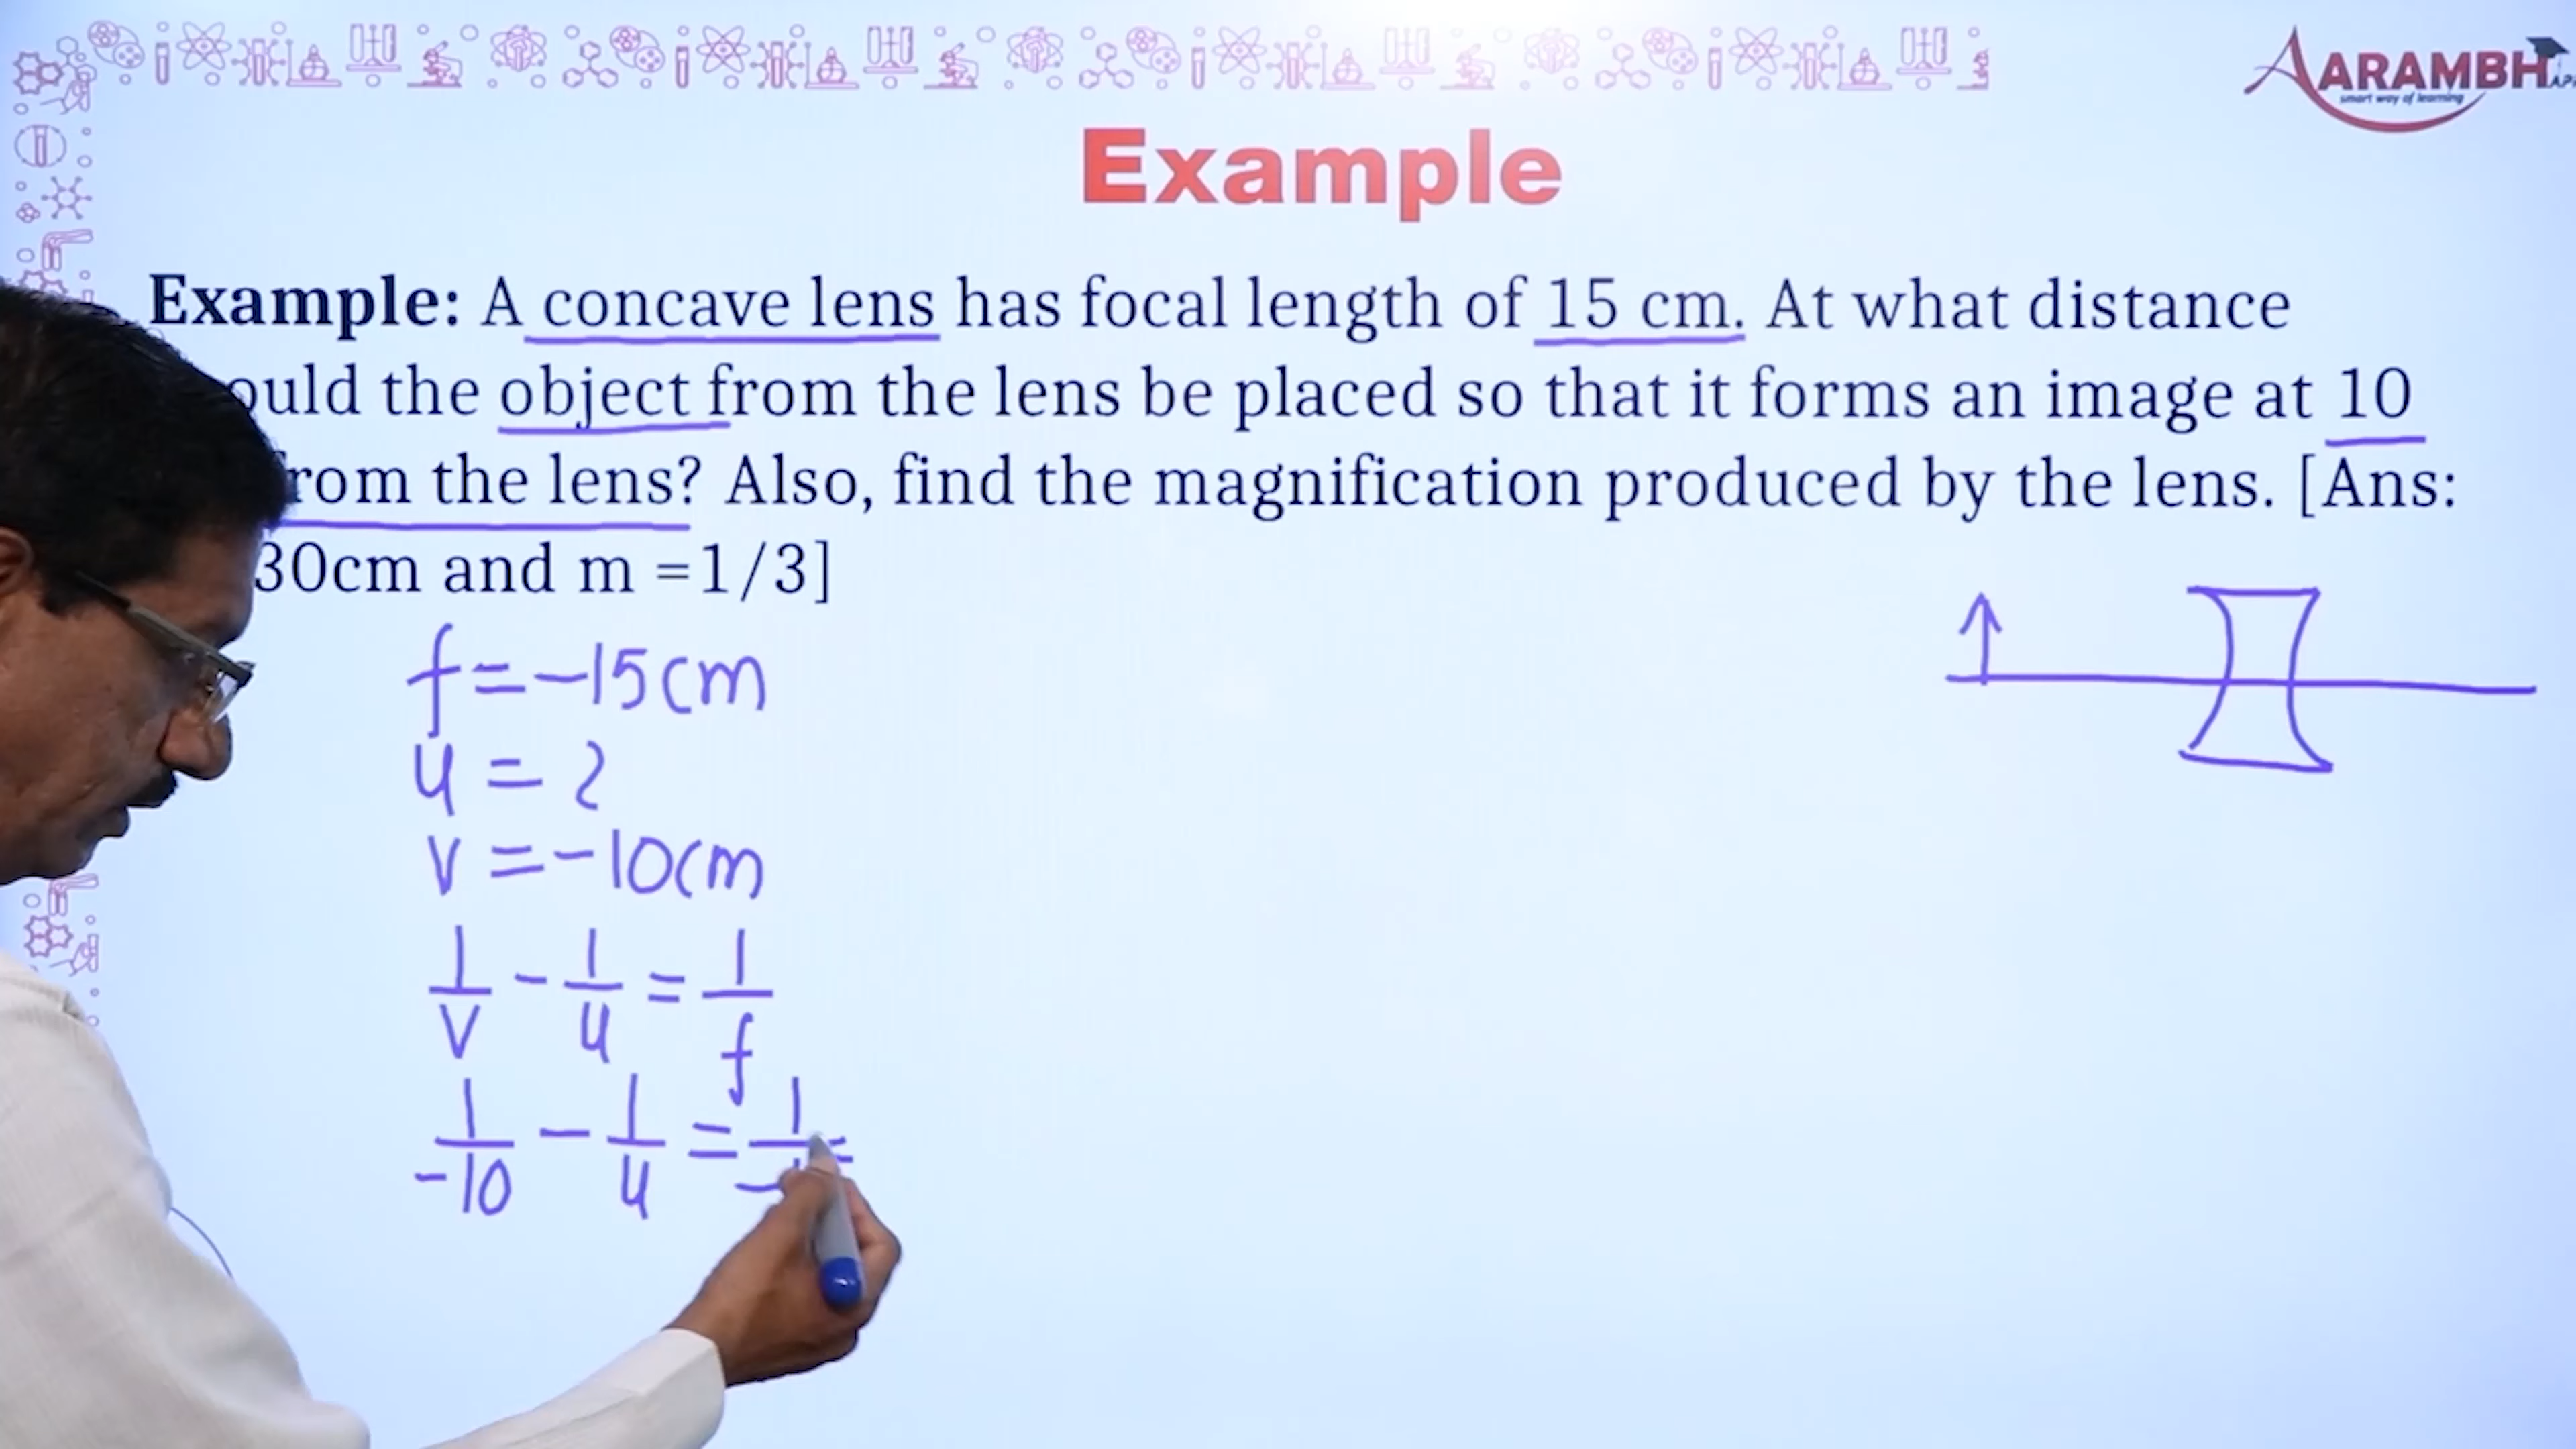 AARAMBH
smart way of learning
Example
Example: A concave lens has focal length of 15 cm. At what distance
ould the object from the lens be placed so that it forms an image at 10
rom the lens? Also, find the magnification produced by the lens. [Ans:
30cm and m =1/3]
f = -15cm
u = ?
v = -10cm
1/v - 1/u = 1/f
1/-10 - 1/u = 1/-